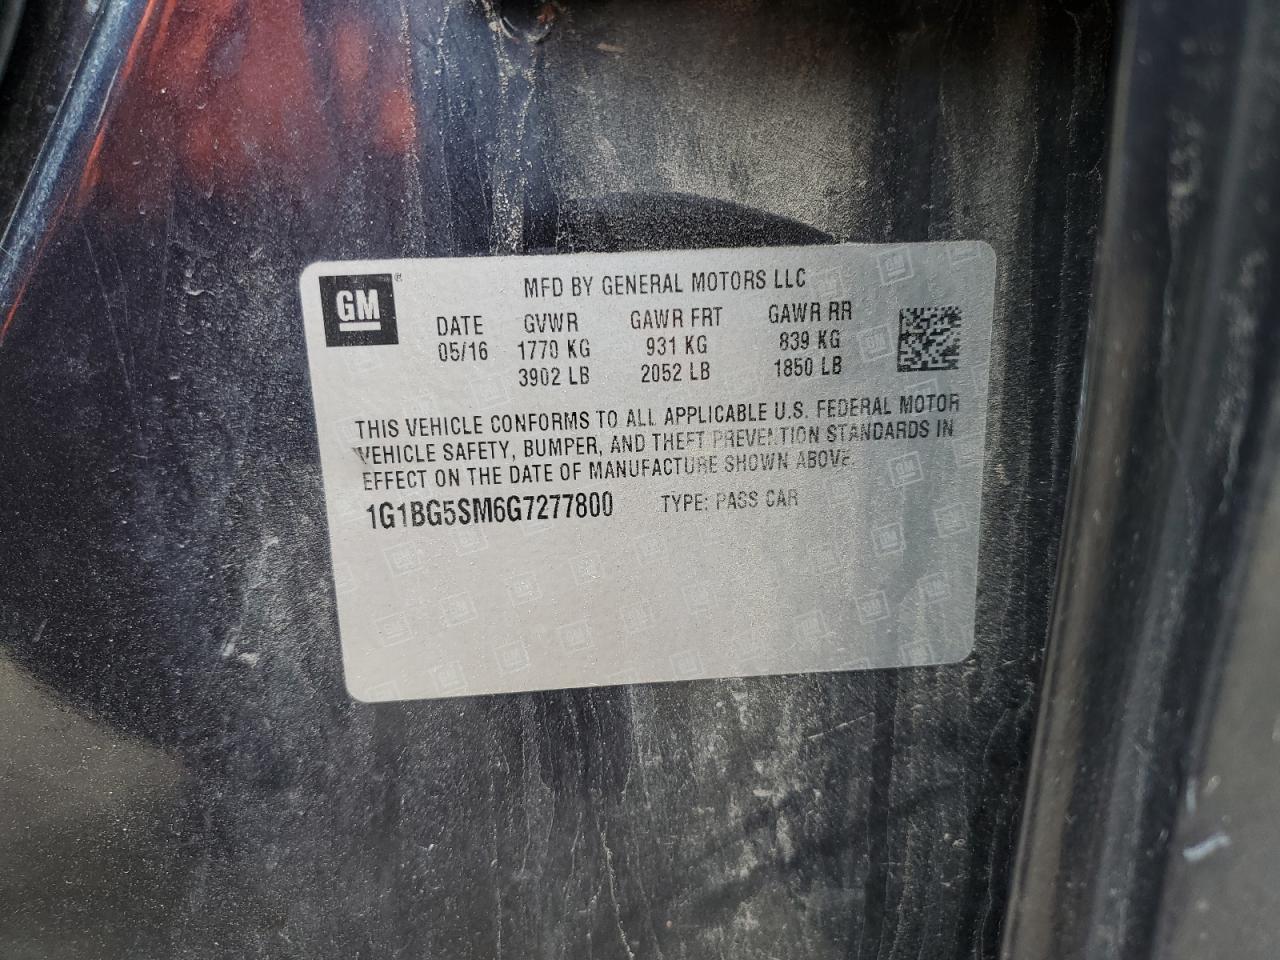 GM®
MFD BY GENERAL MOTORS LLC
DATE GVWR GAWR FRT GAWR RR
05/16 1770 KG 931 KG 839 KG
3902 LB 2052 LB 1850 LB
THIS VEHICLE CONFORMS TO ALL APPLICABLE U.S. FEDERAL MOTOR
VEHICLE SAFETY, BUMPER, AND THEFT PREVENTION STANDARDS IN
EFFECT ON THE DATE OF MANUFACTURE SHOWN ABOVE.
1G1BG5SM6G7277800 TYPE: PASS CAR